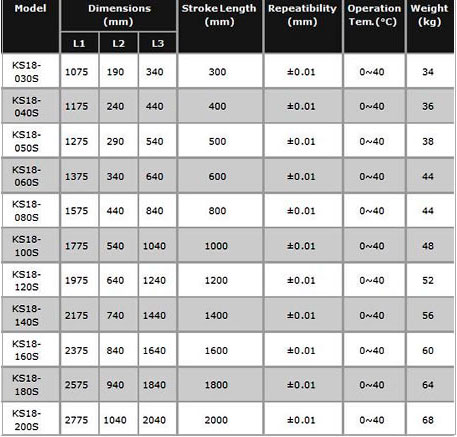 Model Dimensions (mm) Stroke Length (mm) Repeatibility (mm) Operation Tem.(°C) Weight (kg)
L1 L2 L3
KS18-030S 1075 190 340 300 ±0.01 0~40 34
KS18-040S 1175 240 440 400 ±0.01 0~40 36
KS18-050S 1275 290 540 500 ±0.01 0~40 38
KS18-060S 1375 340 640 600 ±0.01 0~40 44
KS18-080S 1575 440 840 800 ±0.01 0~40 44
KS18-100S 1775 540 1040 1000 ±0.01 0~40 48
KS18-120S 1975 640 1240 1200 ±0.01 0~40 52
KS18-140S 2175 740 1440 1400 ±0.01 0~40 56
KS18-160S 2375 840 1640 1600 ±0.01 0~40 60
KS18-180S 2575 940 1840 1800 ±0.01 0~40 64
KS18-200S 2775 1040 2040 2000 ±0.01 0~40 68